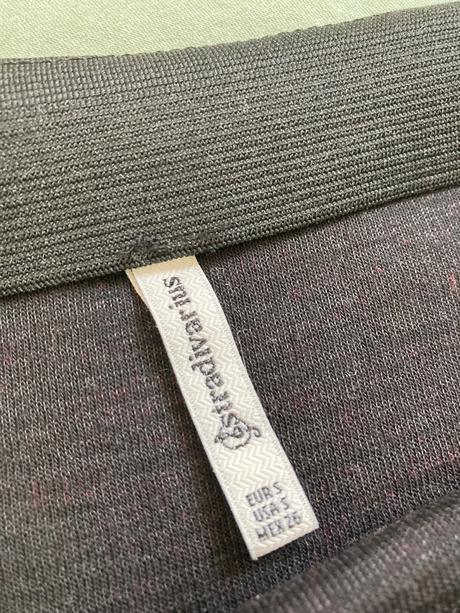 stradivarius
EUR S
USA S
MEX 26